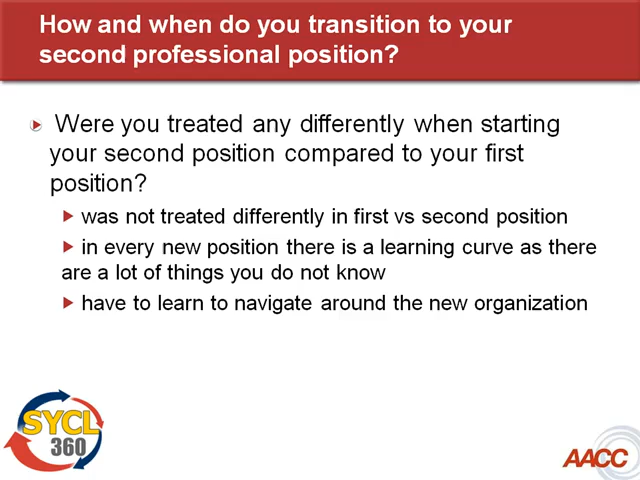 How and when do you transition to your
second professional position?
Were you treated any differently when starting
your second position compared to your first
position?
was not treated differently in first vs second position
in every new position there is a learning curve as there
are a lot of things you do not know
have to learn to navigate around the new organization
SYCL
360
AACC